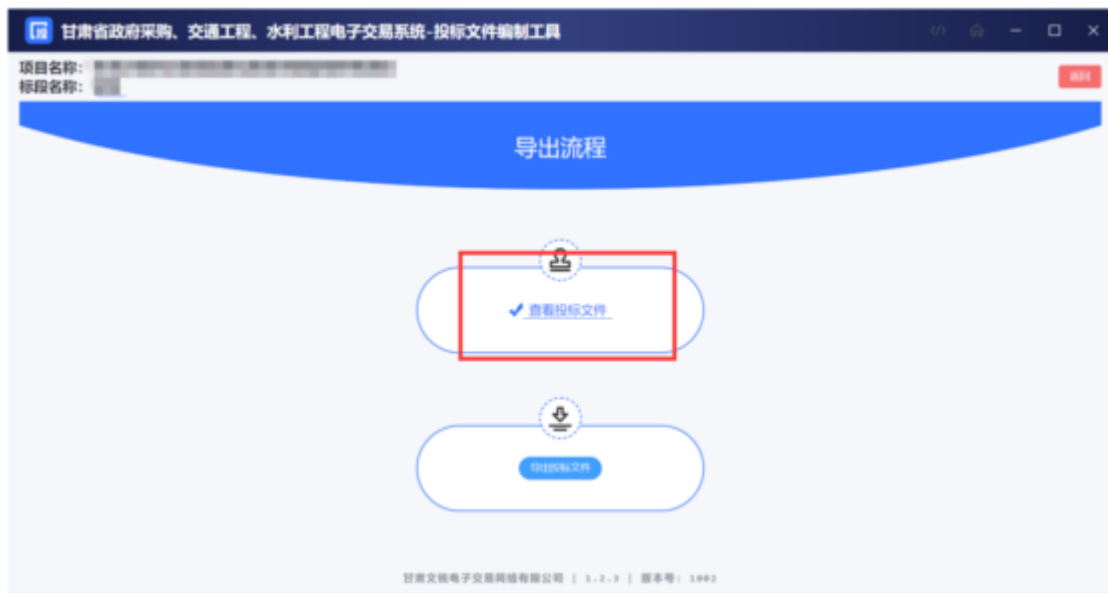 甘肃省政府采购、交通工程、水利工程电子交易系统-投标文件编制工具
项目名称：
标段名称：
返回
导出流程
查看投标文件
导出投标文件
甘肃文锐电子交易网络有限公司 | 1.2.3 | 版本号: 1002